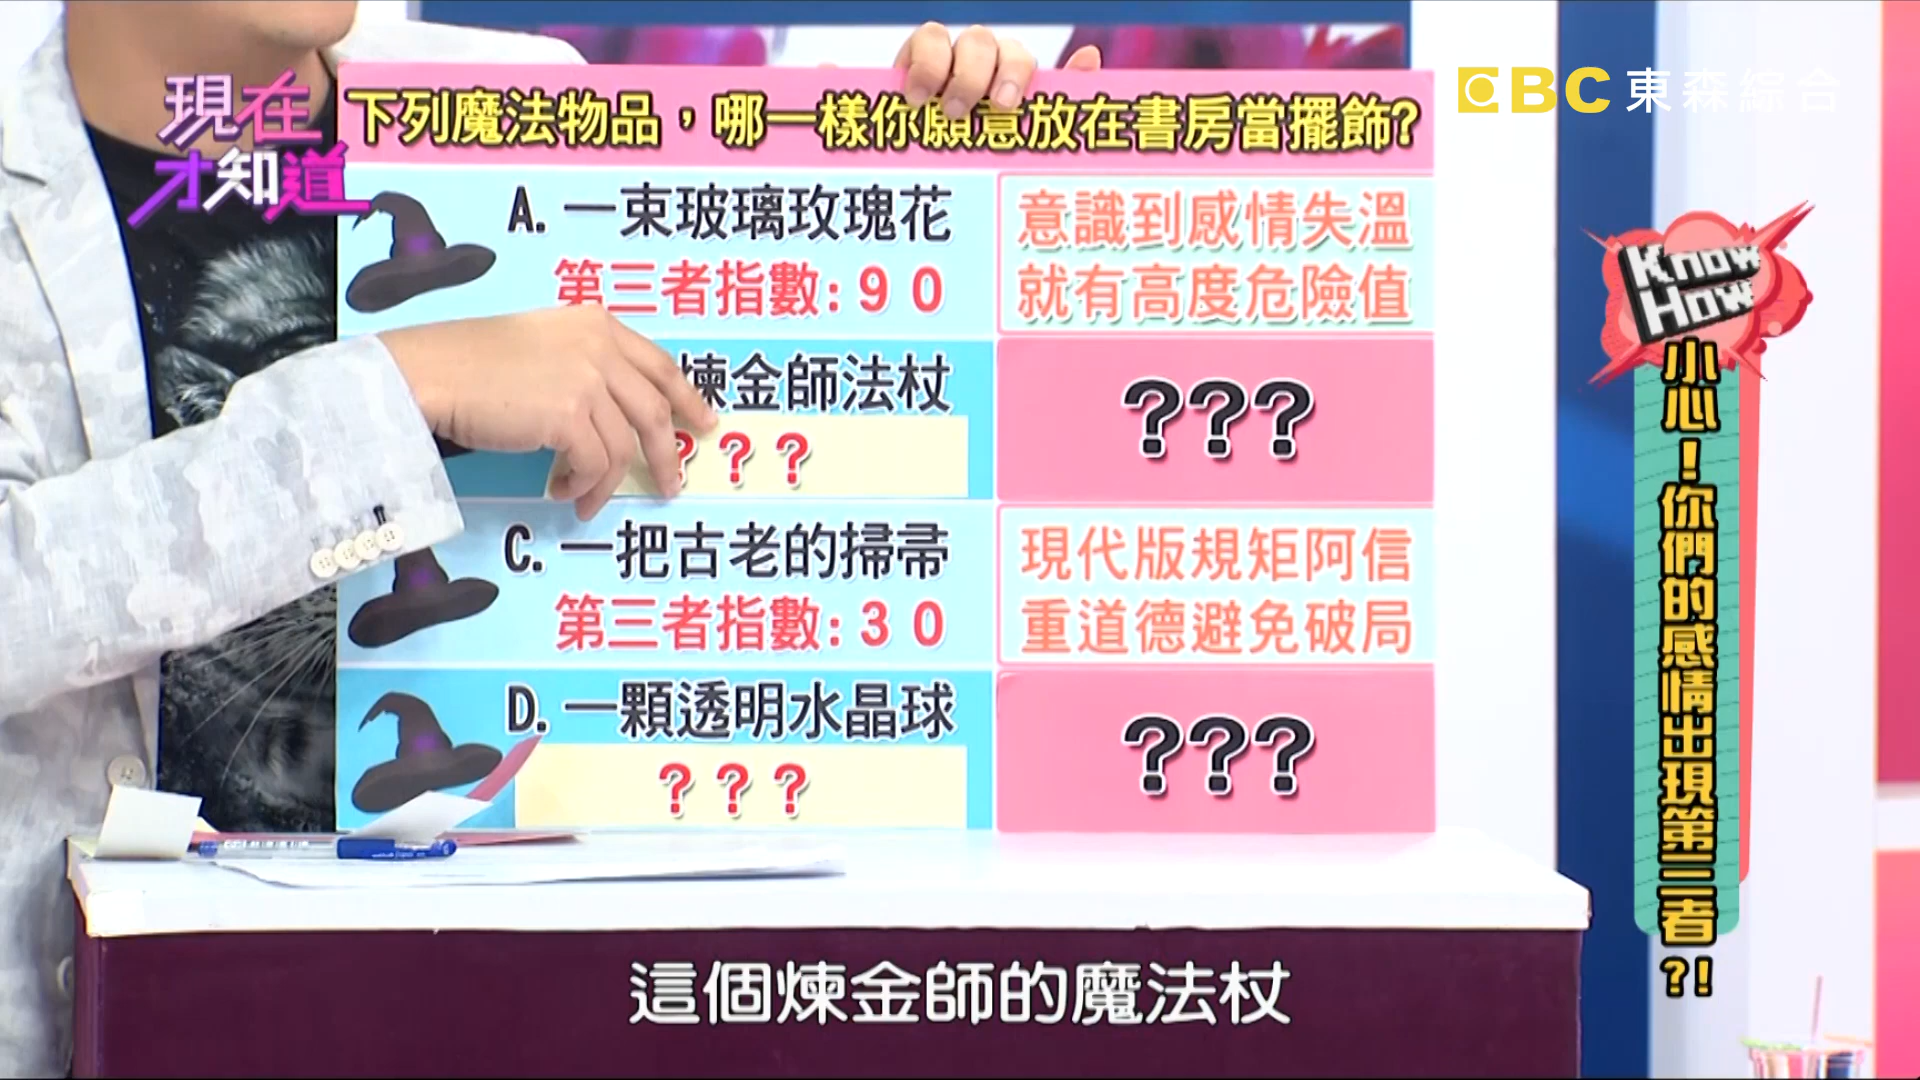 現在
才知道
EBC 東森綜合
下列魔法物品，哪一樣你願意放在書房當擺飾?
A. 一束玻璃玫瑰花
第三者指數: 90
意識到感情失溫
就有高度危險值
煉金師法杖
???
???
C. 一把古老的掃帚
第三者指數: 30
現代版規矩阿信
重道德避免破局
D. 一顆透明水晶球
???
???
Know
How
小心！你們的感情出現第三者?!
這個煉金師的魔法杖